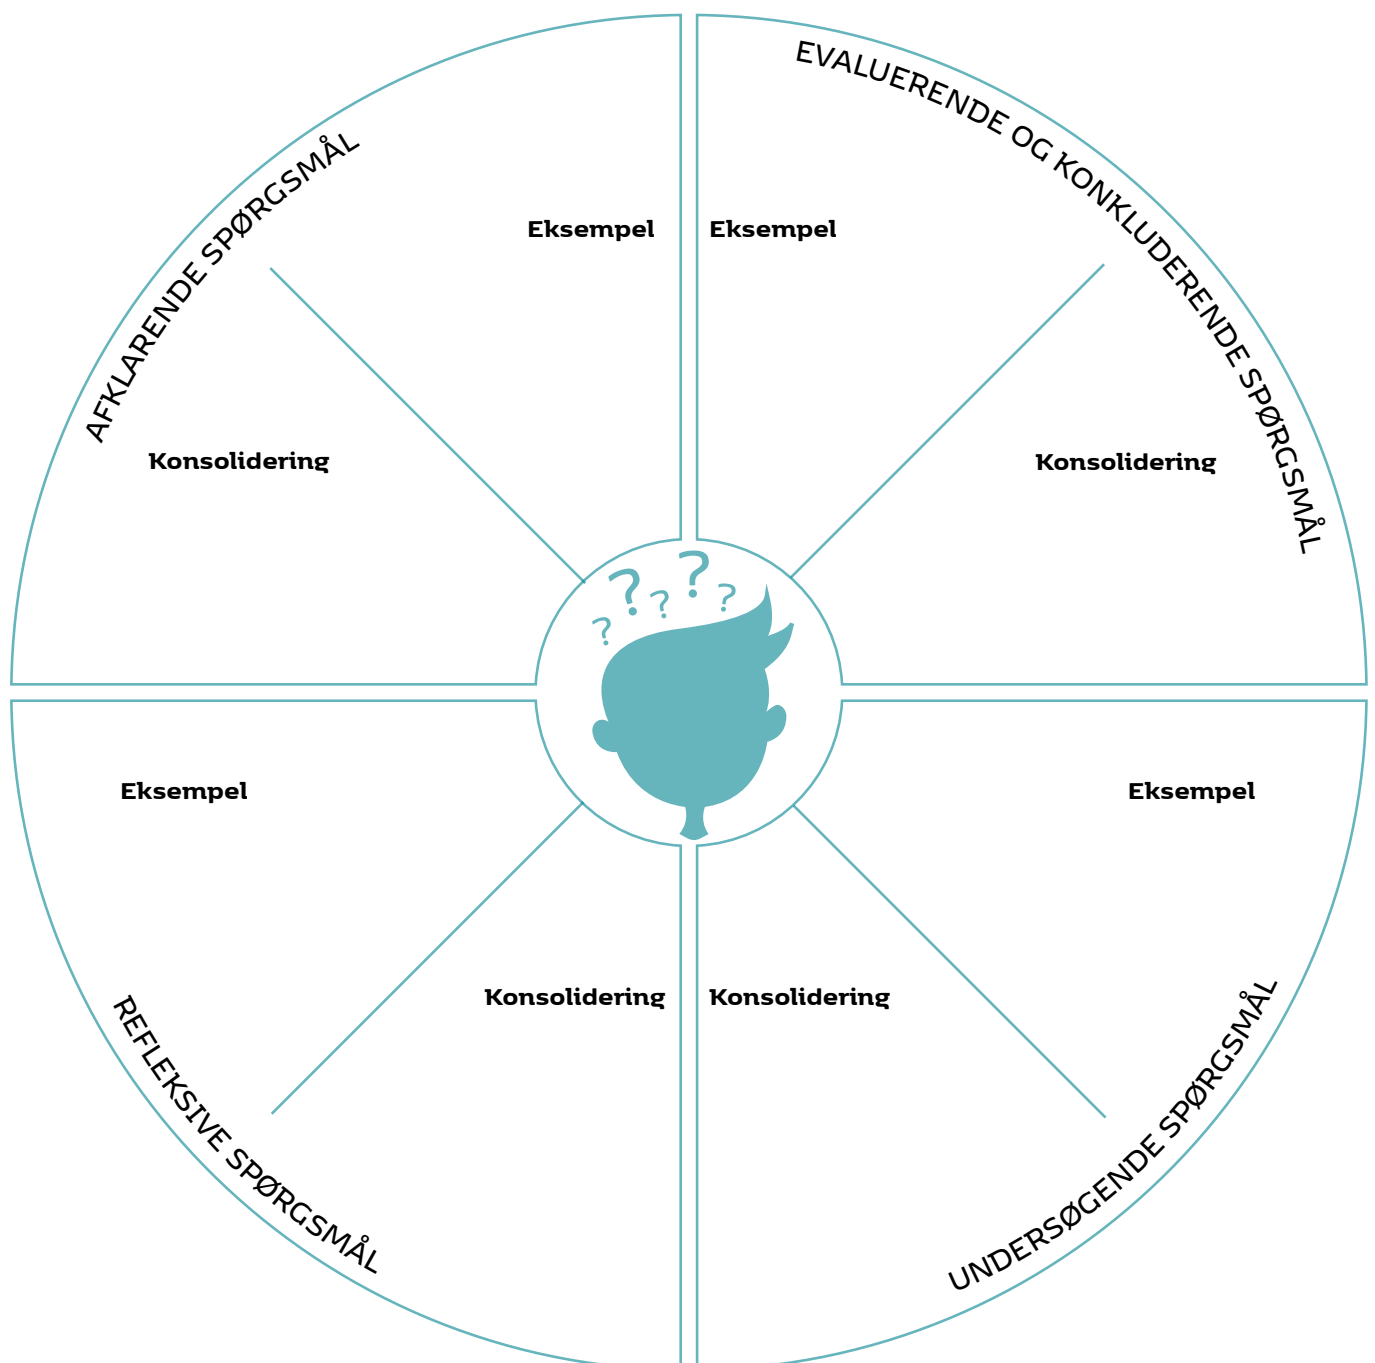 AFKLARENDE SPØRGSMÅL
EVALUERENDE OG KONKLUDERENDE SPØRGSMÅL
Eksempel
Eksempel
Konsolidering
Konsolidering
? ? ? ? ?
Eksempel
Eksempel
Konsolidering
Konsolidering
REFLEKSIVE SPØRGSMÅL
UNDERSØGENDE SPØRGSMÅL